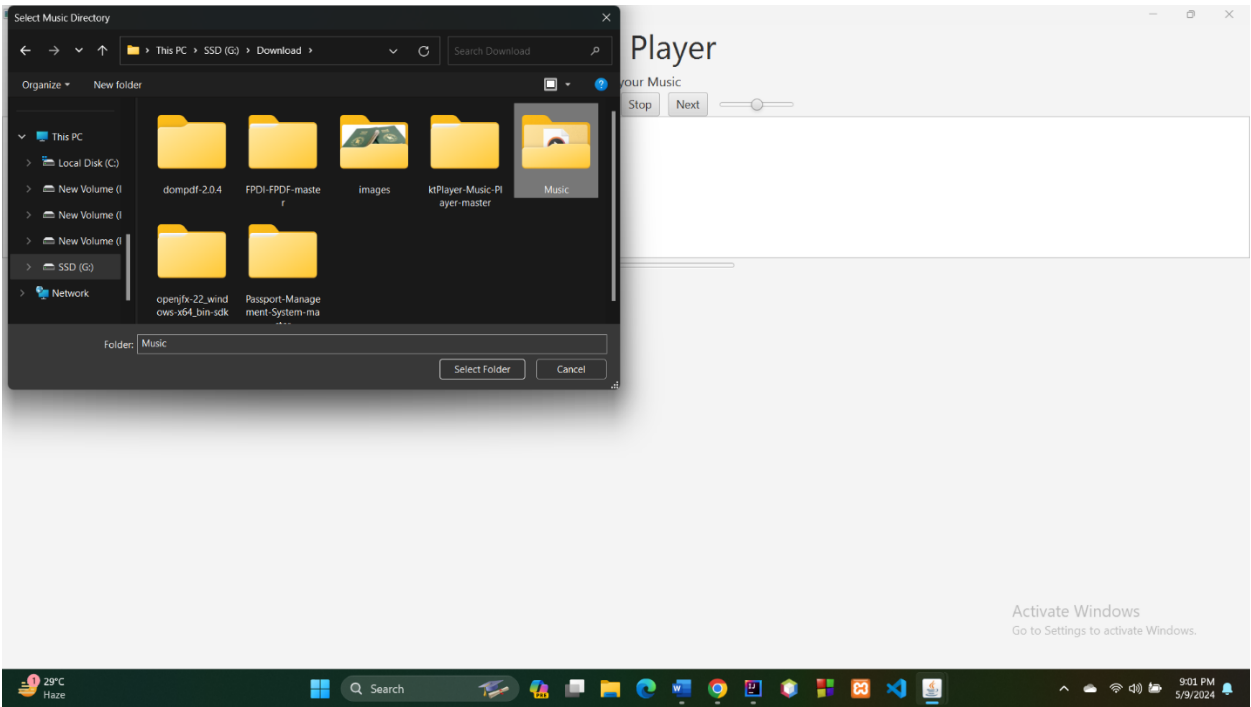 Select Music Directory
This PC > SSD (G:) > Download >
Search Download
Organize
New folder
This PC
Local Disk (C:)
New Volume (
New Volume (
New Volume (
SSD (G:)
Network
dompdf-2.0.4
FPDI-FPDF-maste
r
images
ktPlayer-Music-Pl
ayer-master
Music
openjfx-22_wind
ows-x64_bin-sdk
Passport-Manage
ment-System-ma
Folder:
Music
Select Folder
Cancel
Player
your Music
Stop
Next
Activate Windows
Go to Settings to activate Windows.
1
29°C
Haze
Search
PRE
9:01 PM
5/9/2024